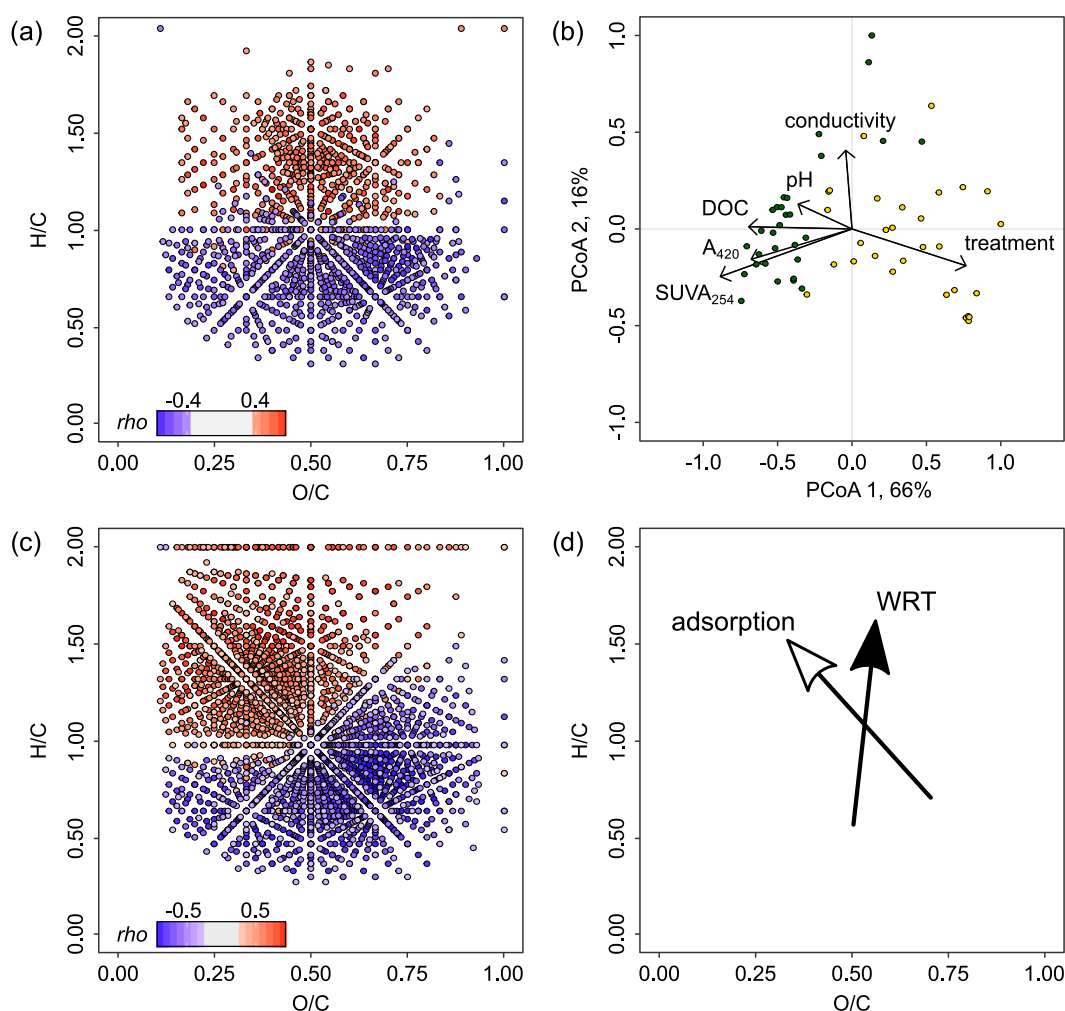 (a)
2.00
1.50
1.00
0.50
0.00
H/C
-0.4 0.4
rho
0.00 0.25 0.50 0.75 1.00
O/C
(b)
1.0
0.5
0.0
-0.5
-1.0
PCoA 2, 16%
conductivity
pH
DOC
A420
SUVA254
treatment
-1.0 -0.5 0.0 0.5 1.0
PCoA 1, 66%
(c)
2.00
1.50
1.00
0.50
0.00
H/C
-0.5 0.5
rho
0.00 0.25 0.50 0.75 1.00
O/C
(d)
2.00
1.50
1.00
0.50
0.00
H/C
WRT
adsorption
0.00 0.25 0.50 0.75 1.00
O/C